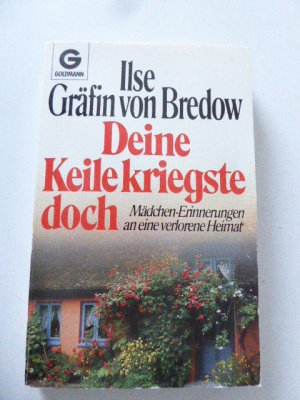 G
GOLDMANN
Ilse
Gräfin von Bredow
Deine
Keile kriegste
doch
Mädchen-Erinnerungen
an eine verlorene Heimat